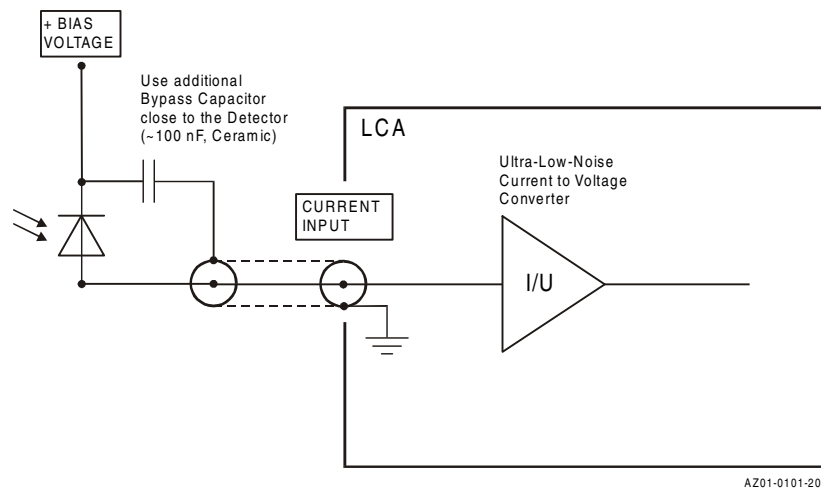 + BIAS
VOLTAGE
Use additional
Bypass Capacitor
close to the Detector
(~100 nF, Ceramic)
LCA
CURRENT
INPUT
Ultra-Low-Noise
Current to Voltage
Converter
I/U
AZ01-0101-20